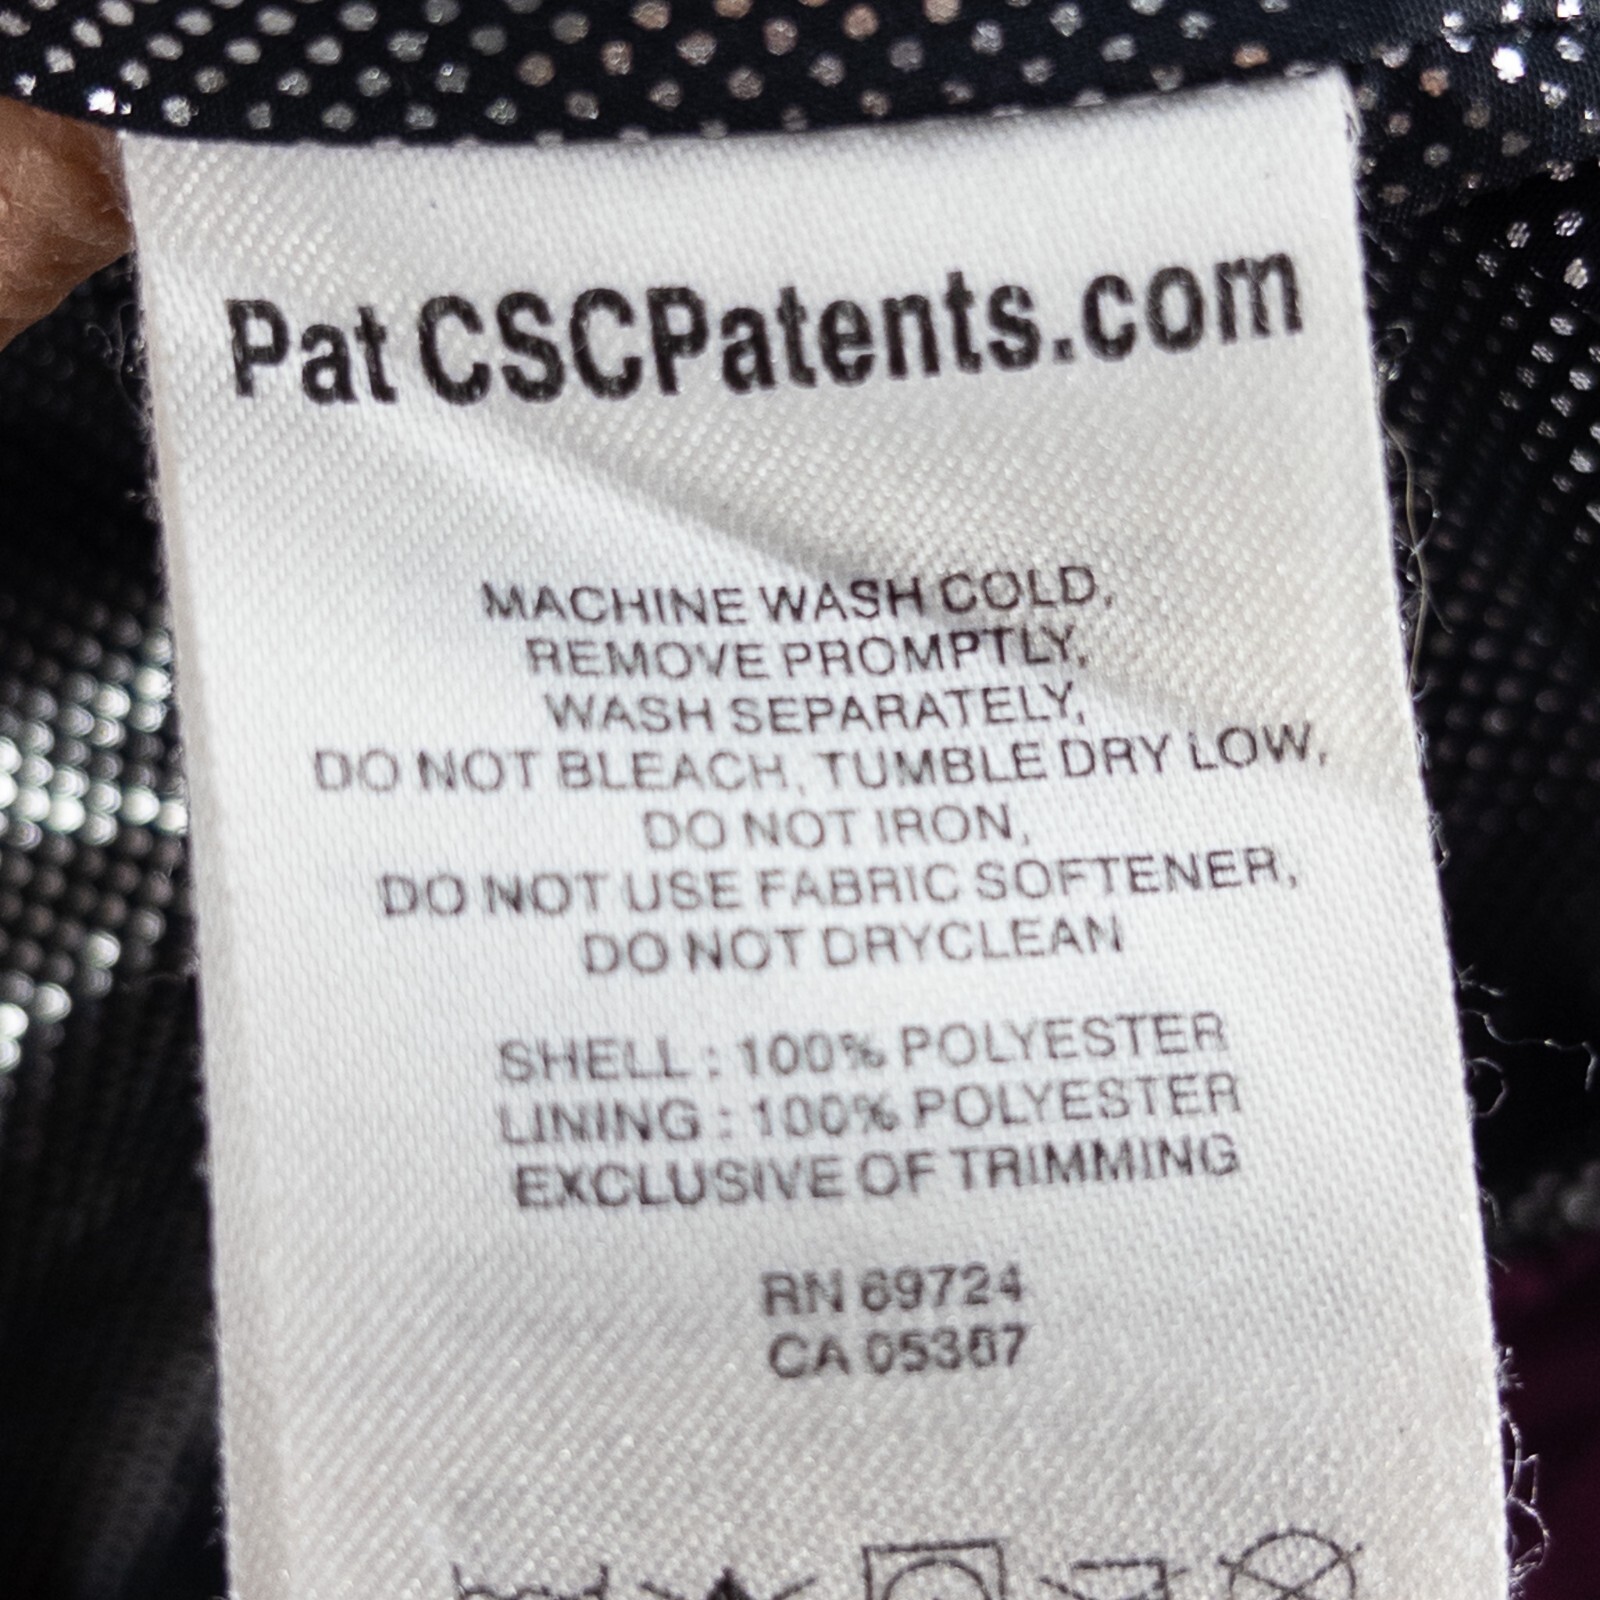 Pat CSCPatents.com
MACHINE WASH COLD,
REMOVE PROMPTLY,
WASH SEPARATELY,
DO NOT BLEACH, TUMBLE DRY LOW,
DO NOT IRON,
DO NOT USE FABRIC SOFTENER,
DO NOT DRYCLEAN
SHELL : 100% POLYESTER
LINING : 100% POLYESTER
EXCLUSIVE OF TRIMMING
RN 69724
CA 05367